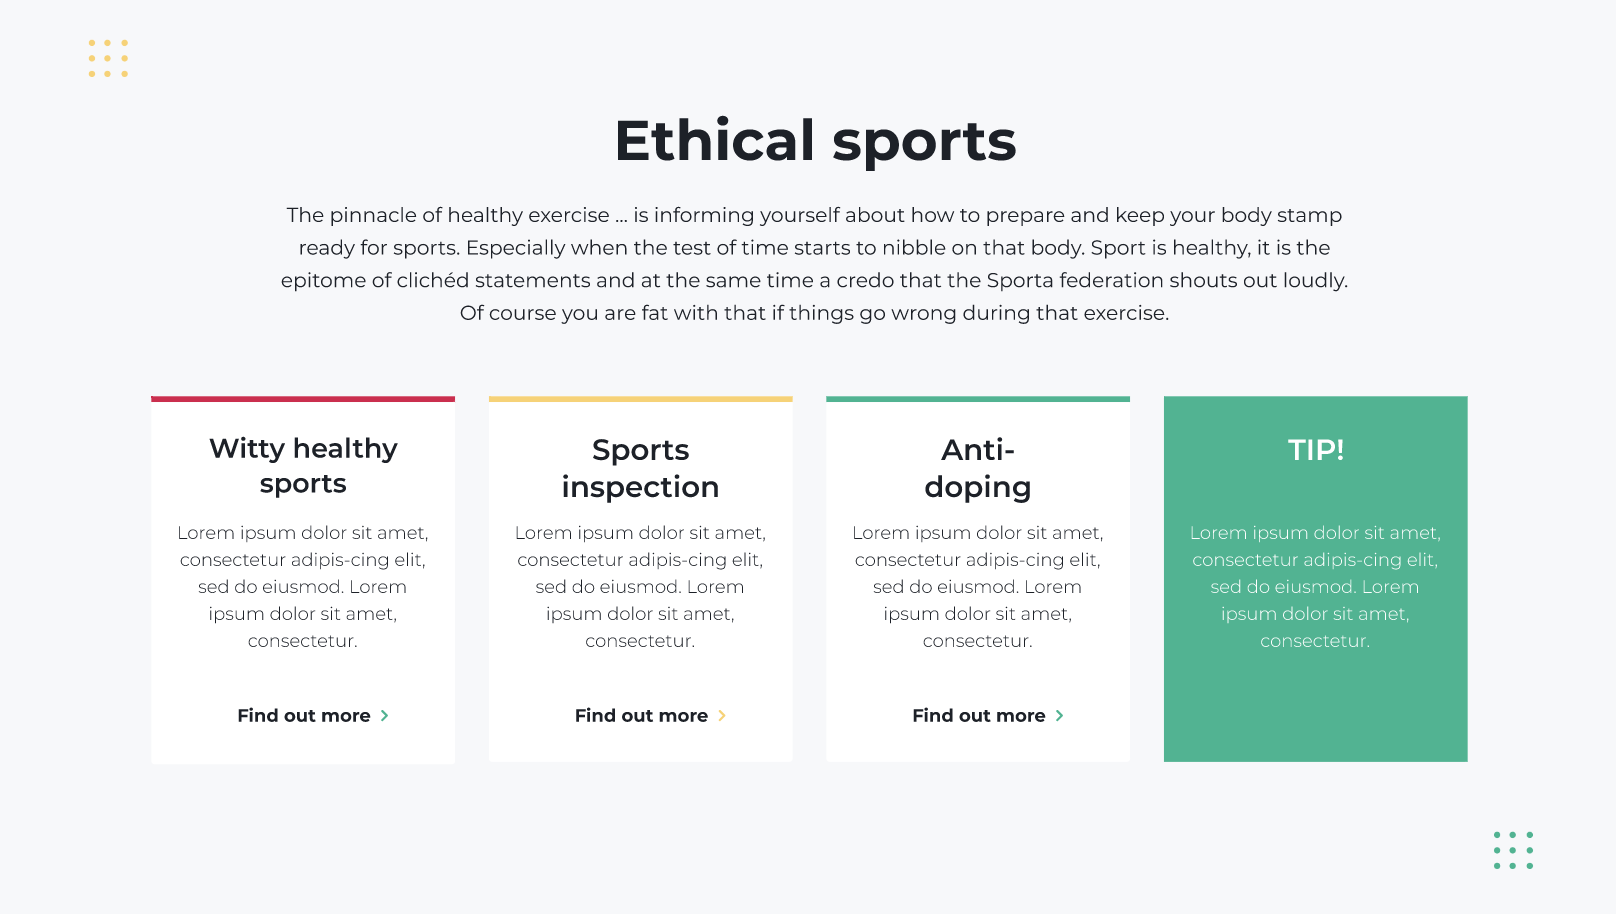 Ethical sports
The pinnacle of healthy exercise ... is informing yourself about how to prepare and keep your body stamp
ready for sports. Especially when the test of time starts to nibble on that body. Sport is healthy, it is the
epitome of clichéd statements and at the same time a credo that the Sporta federation shouts out loudly.
Of course you are fat with that if things go wrong during that exercise.
Witty healthy
sports
Lorem ipsum dolor sit amet,
consectetur adipis-cing elit,
sed do eiusmod. Lorem
ipsum dolor sit amet,
consectetur.
Find out more
Sports
inspection
Lorem ipsum dolor sit amet,
consectetur adipis-cing elit,
sed do eiusmod. Lorem
ipsum dolor sit amet,
consectetur.
Find out more
Anti-
doping
Lorem ipsum dolor sit amet,
consectetur adipis-cing elit,
sed do eiusmod. Lorem
ipsum dolor sit amet,
consectetur.
Find out more
TIP!
Lorem ipsum dolor sit amet,
consectetur adipis-cing elit,
sed do eiusmod. Lorem
ipsum dolor sit amet,
consectetur.